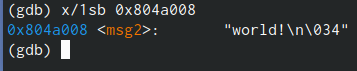 (gdb) x/1sb 0x804a008
0x804a008 <msg2>:       "world!\n\034"
(gdb)